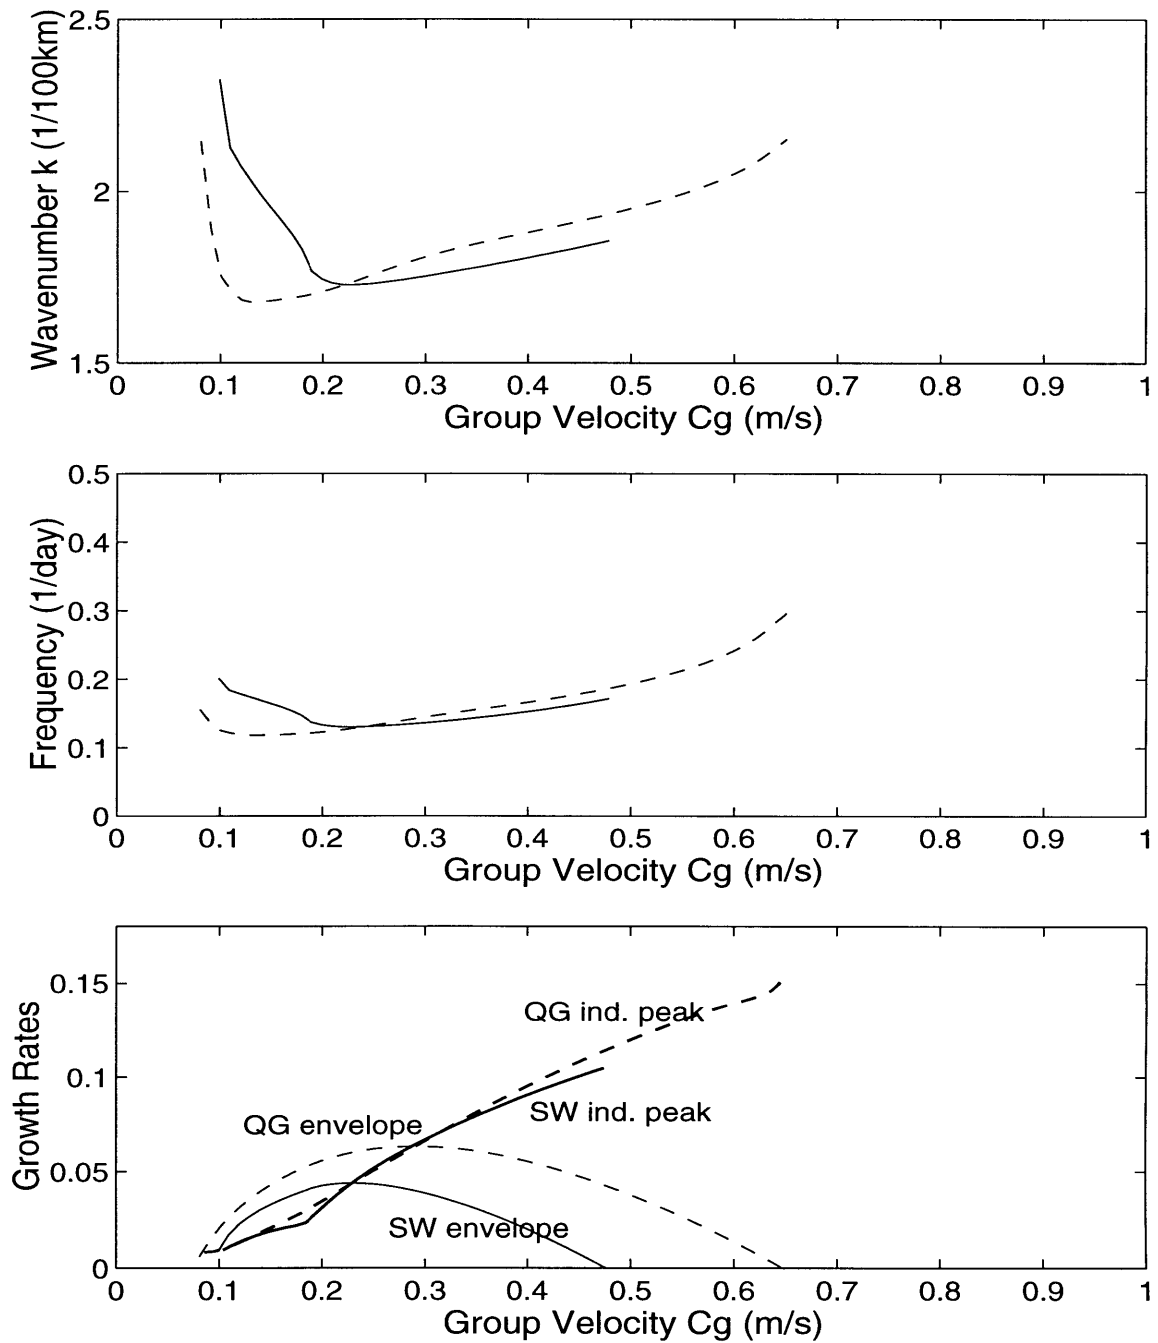 2.5
2
1.5
Wavenumber k (1/100km)
0 0.1 0.2 0.3 0.4 0.5 0.6 0.7 0.8 0.9 1
Group Velocity Cg (m/s)
0.5
0.4
0.3
0.2
0.1
0
Frequency (1/day)
0 0.1 0.2 0.3 0.4 0.5 0.6 0.7 0.8 0.9 1
Group Velocity Cg (m/s)
0.15
0.1
0.05
0
Growth Rates
QG ind. peak
SW ind. peak
QG envelope
SW envelope
0 0.1 0.2 0.3 0.4 0.5 0.6 0.7 0.8 0.9 1
Group Velocity Cg (m/s)